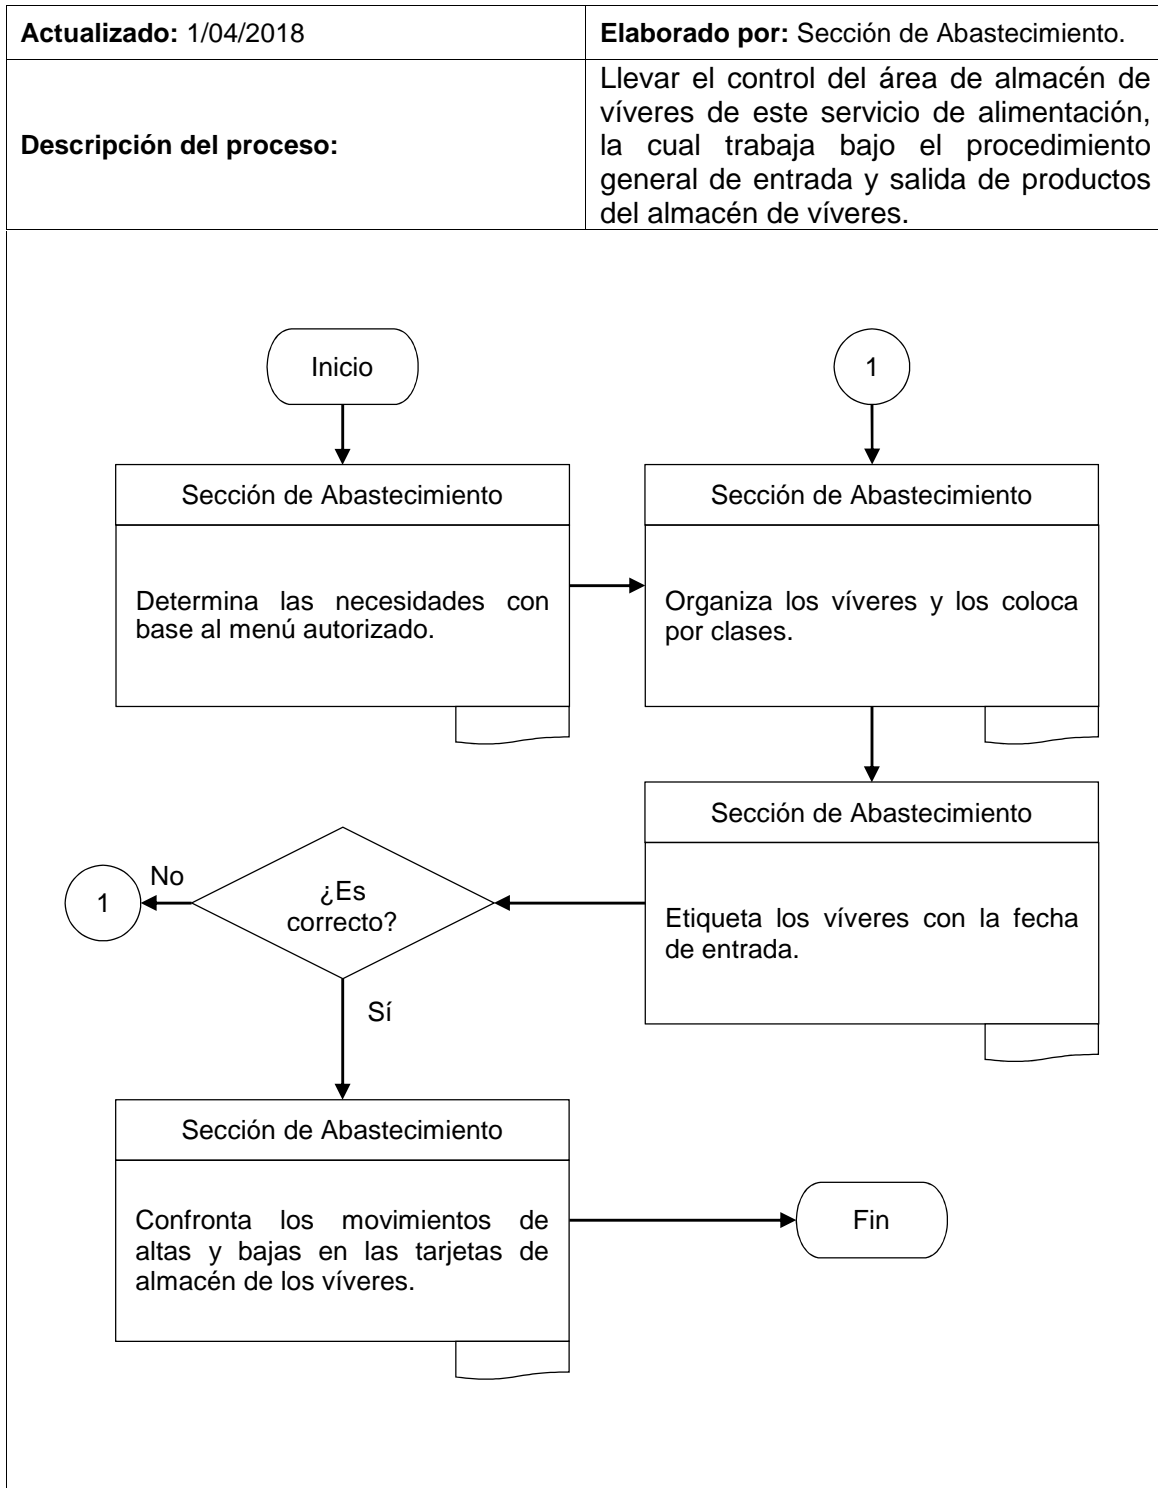 Actualizado: 1/04/2018
Elaborado por: Sección de Abastecimiento.
Descripción del proceso:
Llevar el control del área de almacén de
víveres de este servicio de alimentación,
la cual trabaja bajo el procedimiento
general de entrada y salida de productos
del almacén de víveres.
Inicio
1
Sección de Abastecimiento
Determina las necesidades con
base al menú autorizado.
Sección de Abastecimiento
Organiza los víveres y los coloca
por clases.
Sección de Abastecimiento
Etiqueta los víveres con la fecha
de entrada.
¿Es
correcto?
No
1
Sí
Sección de Abastecimiento
Confronta los movimientos de
altas y bajas en las tarjetas de
almacén de los víveres.
Fin